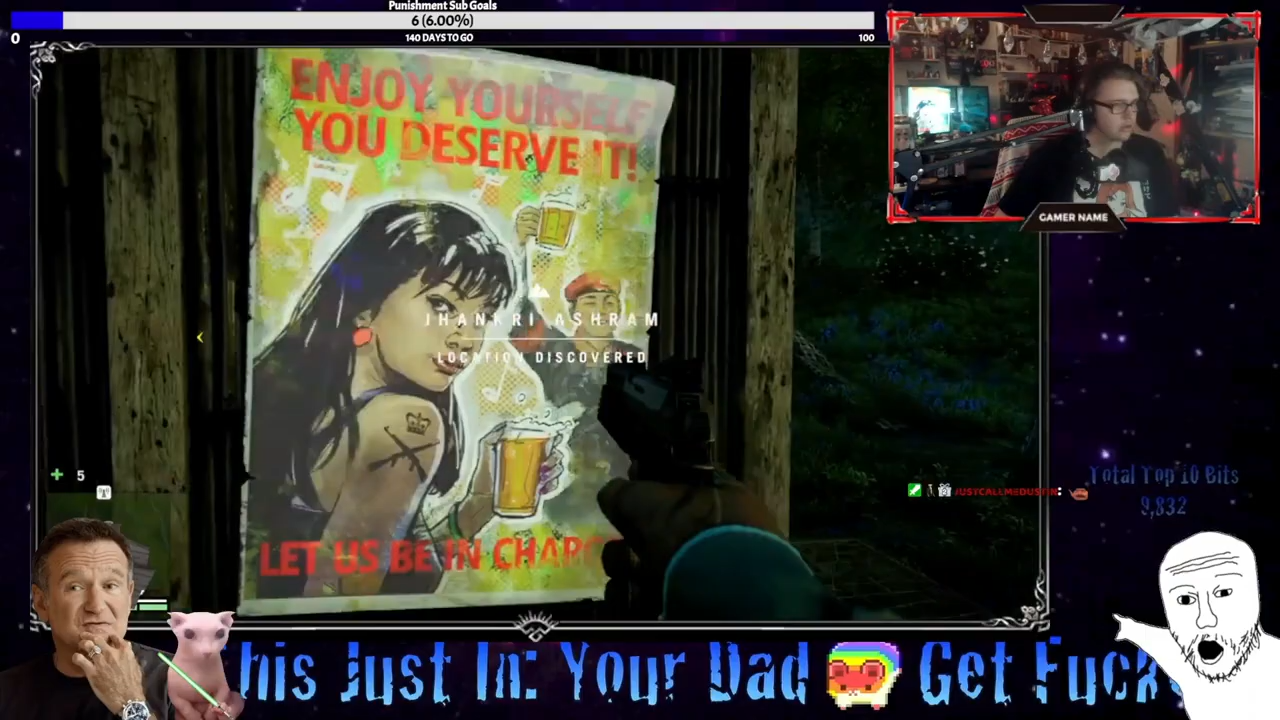 Punishment Sub Goals
6 (6.00%)
0
140 DAYS TO GO
100
GAMER NAME
ENJOY YOURSELF
YOU DESERVE IT!
JHANKRI ASHRAM
LOCATION DISCOVERED
5
JUSTCALLMEDUSTIN:
Total Top 10 Bits
9,832
LET US BE IN CHARG
his Just In: Your Dad Get Fuck